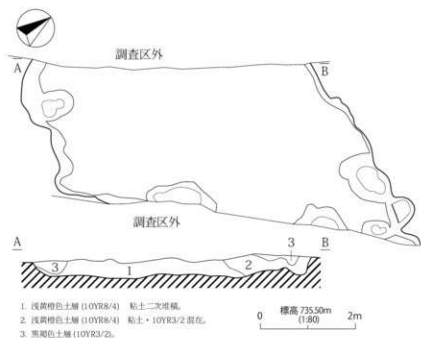 調査区外
A
B
調査区外
A
B
3
3
1
2
1. 浅黄橙色土層 (10YR8/4) 粘土二次堆積。
2. 浅黄橙色土層 (10YR8/4) 粘土・10YR3/2 混在。
3. 黒褐色土層 (10YR3/2)。
標高 735.50m
(1:80)
0
2m